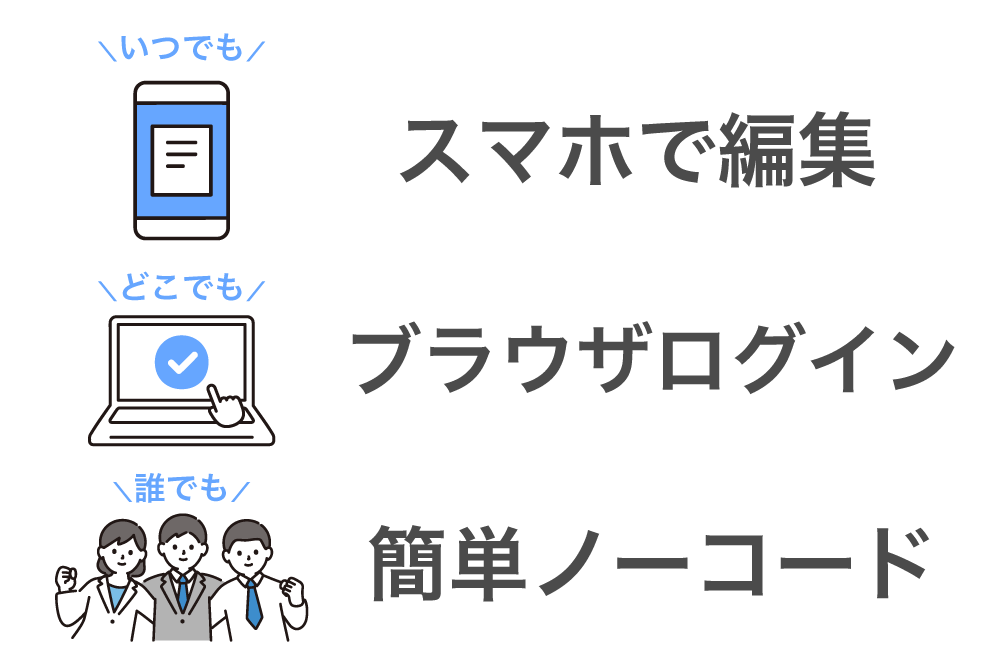 いつでも
スマホで編集
どこでも
ブラウザログイン
誰でも
簡単ノーコード